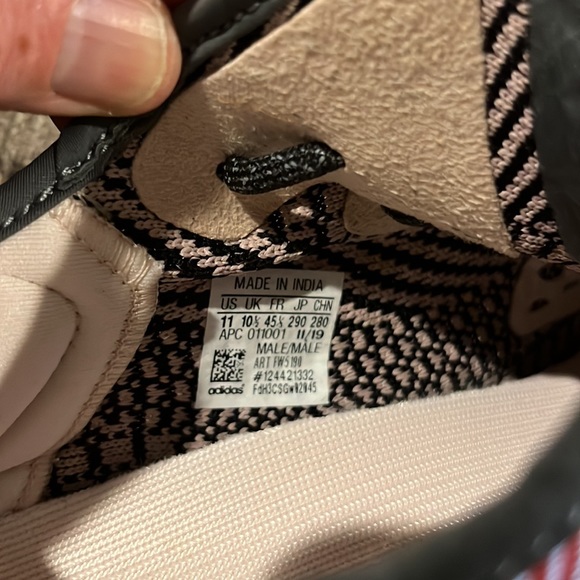 MADE IN INDIA
US UK FR JP CHN
11 10½ 45⅓ 290 280
APC 011001 11/19
MALE/MALE
ART FW5190
#124421332
adidas FdH3CSGW02045